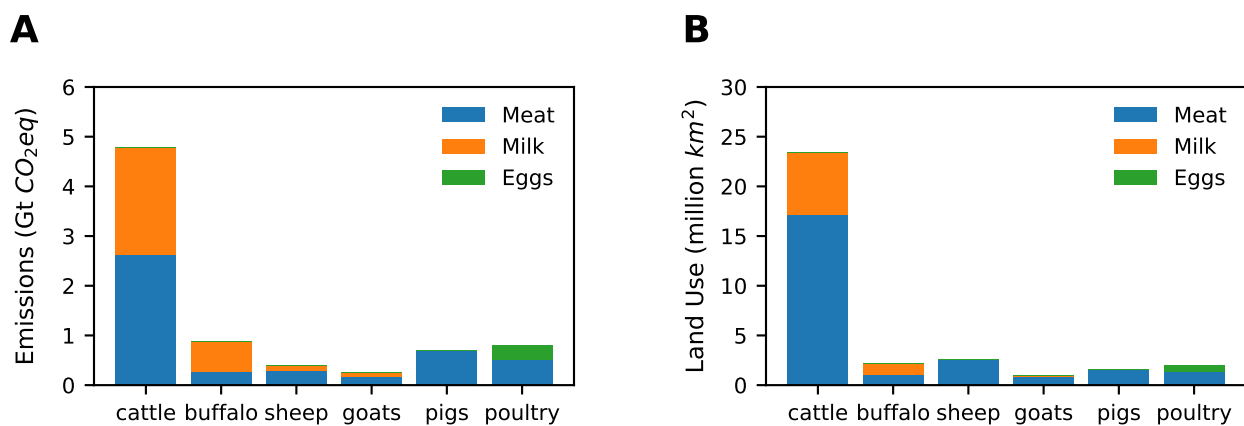 A
Emissions (Gt CO₂eq)
6
5
4
3
2
1
0
Meat
Milk
Eggs
cattle
buffalo
sheep
goats
pigs
poultry
B
Land Use (million km²)
30
25
20
15
10
5
0
Meat
Milk
Eggs
cattle
buffalo
sheep
goats
pigs
poultry